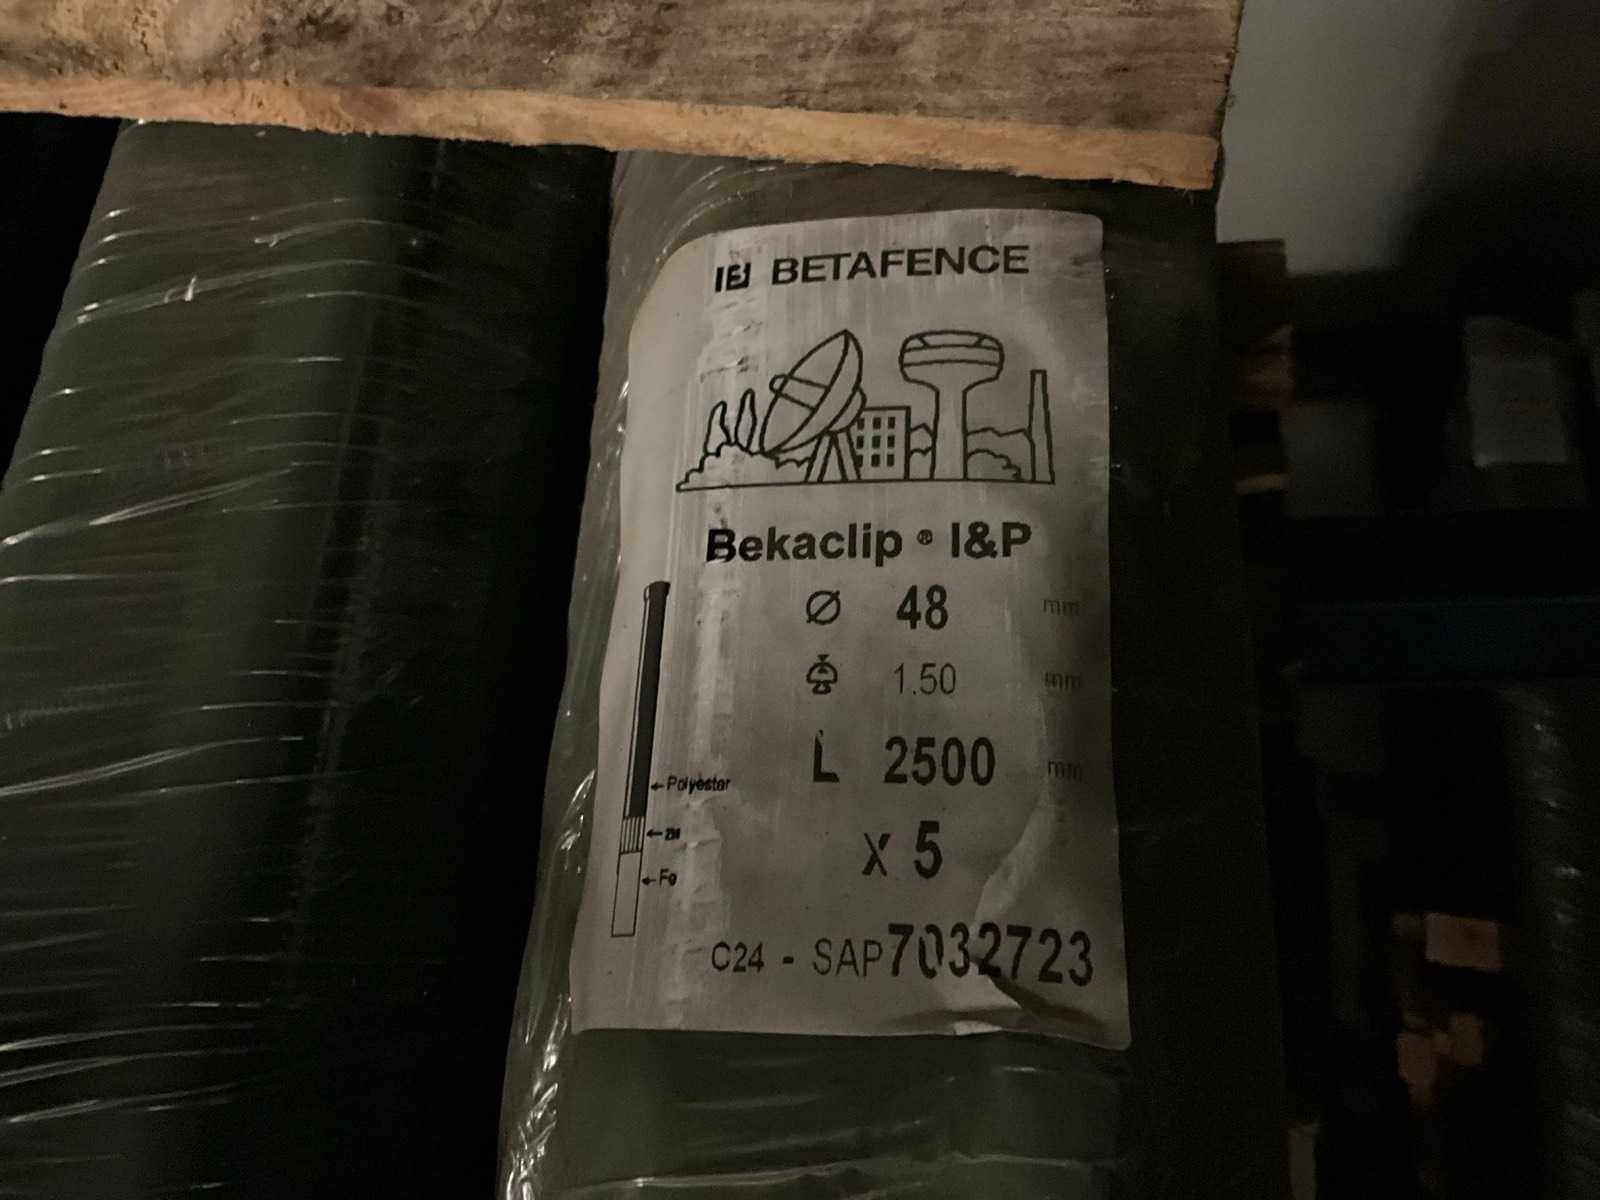 BETAFENCE
Bekaclip ® I&P
Ø 48 mm
1.50 mm
L 2500 mm
←Polyester
←ZN
←Fe
x 5
C24 - SAP7032723